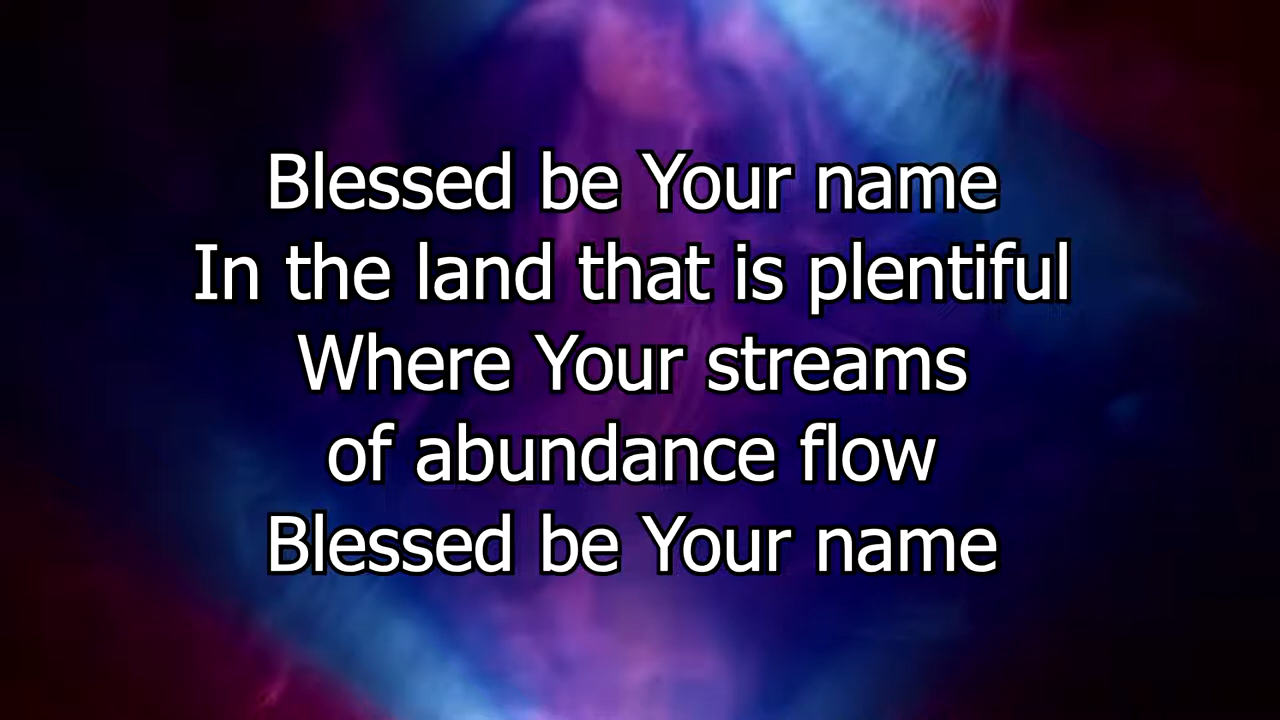 Blessed be Your name
In the land that is plentiful
Where Your streams
of abundance flow
Blessed be Your name